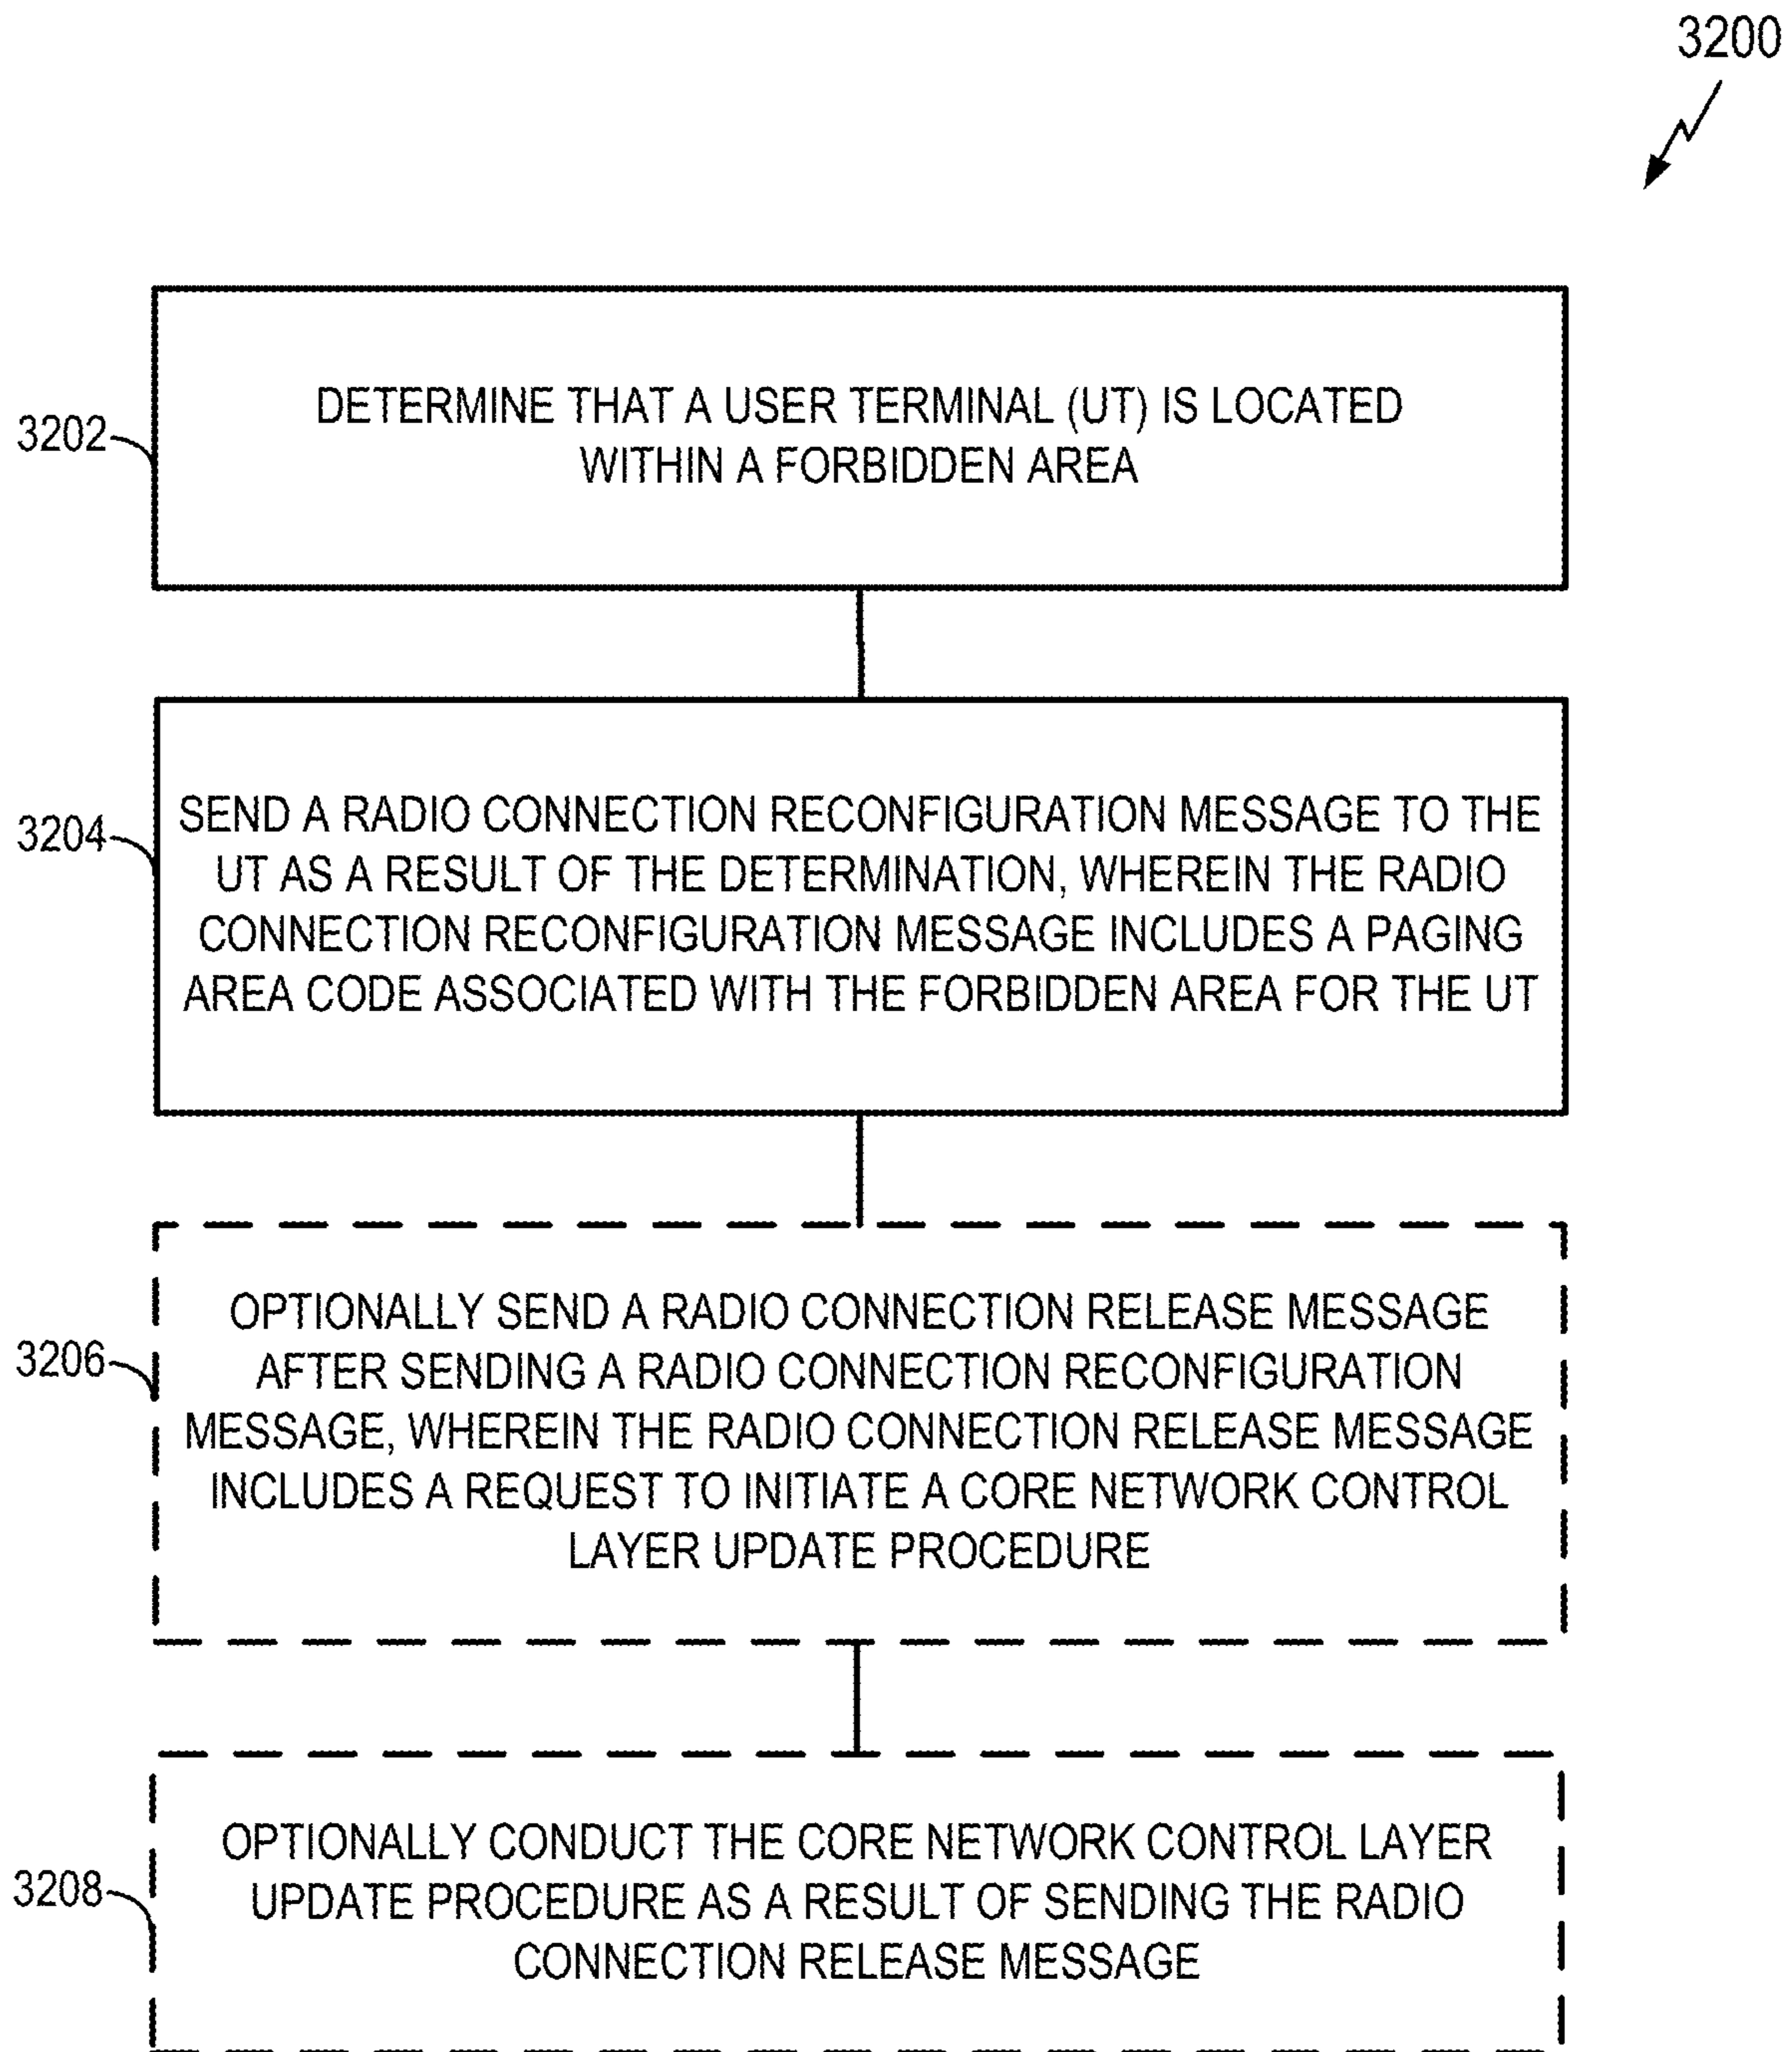 3200
DETERMINE THAT A USER TERMINAL (UT) IS LOCATED
WITHIN A FORBIDDEN AREA
3202
SEND A RADIO CONNECTION RECONFIGURATION MESSAGE TO THE
UT AS A RESULT OF THE DETERMINATION, WHEREIN THE RADIO
CONNECTION RECONFIGURATION MESSAGE INCLUDES A PAGING
AREA CODE ASSOCIATED WITH THE FORBIDDEN AREA FOR THE UT
3204
OPTIONALLY SEND A RADIO CONNECTION RELEASE MESSAGE
AFTER SENDING A RADIO CONNECTION RECONFIGURATION
MESSAGE, WHEREIN THE RADIO CONNECTION RELEASE MESSAGE
INCLUDES A REQUEST TO INITIATE A CORE NETWORK CONTROL
LAYER UPDATE PROCEDURE
3206
OPTIONALLY CONDUCT THE CORE NETWORK CONTROL LAYER
UPDATE PROCEDURE AS A RESULT OF SENDING THE RADIO
CONNECTION RELEASE MESSAGE
3208